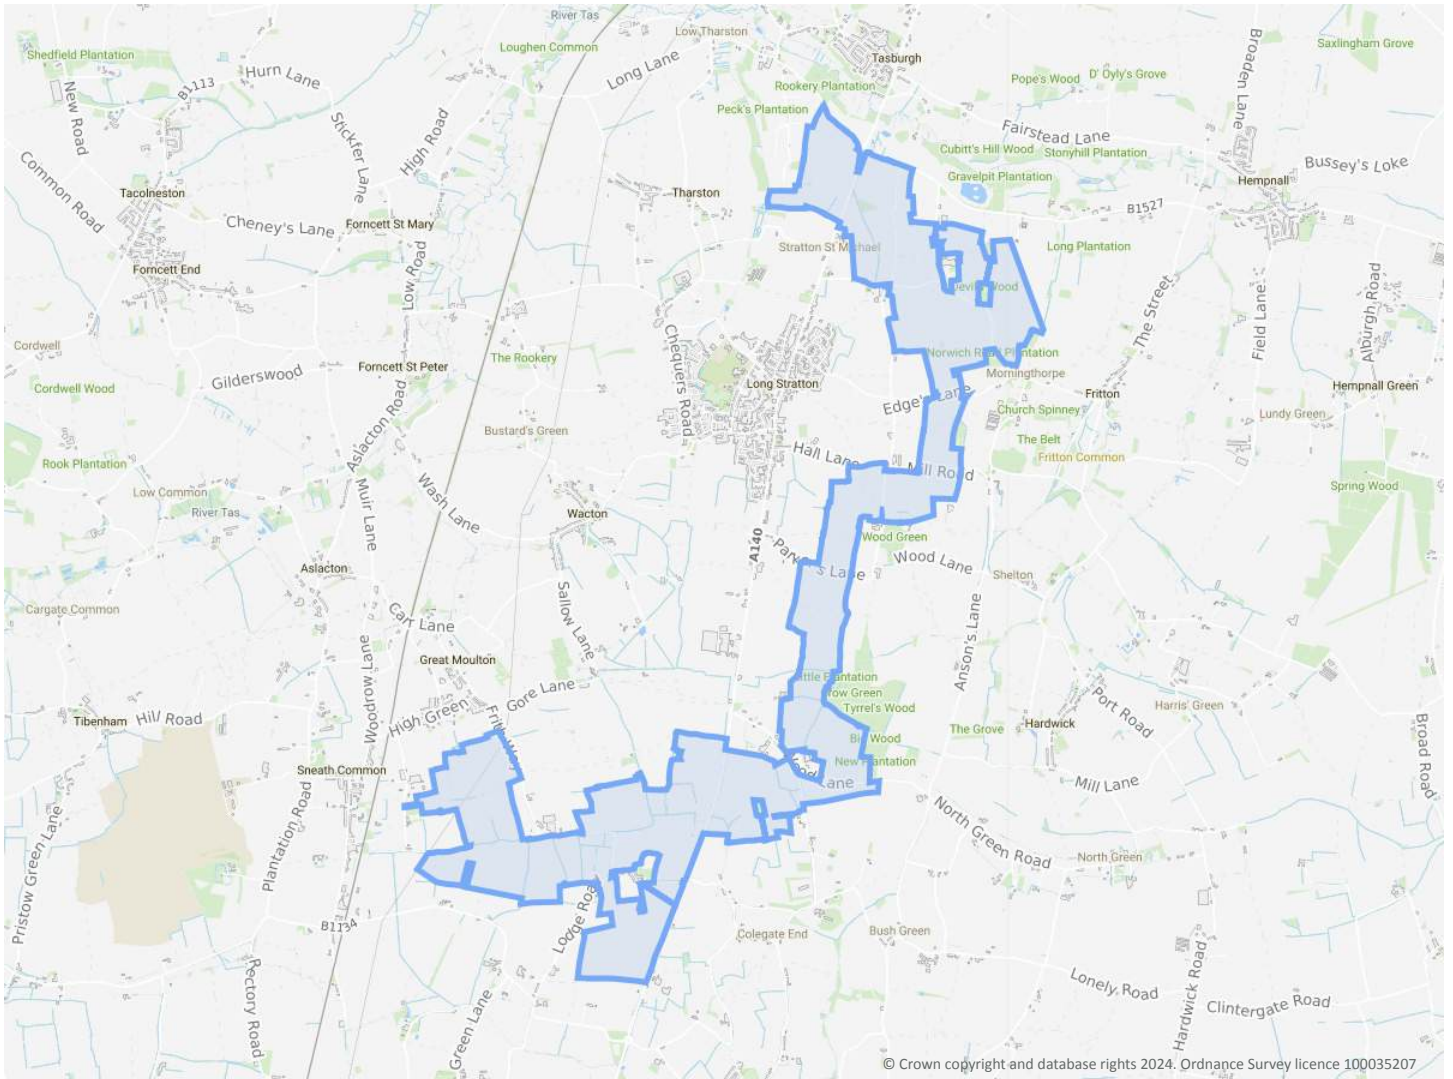 River Tas
Low Tharston
Loughen Common
Shedfield Plantation
Tasburgh
Saxlingham Grove
Broaden Lane
Long Lane
Hurn Lane
B1113
New Road
Rookery Plantation
Pope's Wood
D' Oyly's Grove
Peck's Plantation
Stickfer Lane
High Road
Fairstead Lane
Cubitt's Hill Wood
Stonyhill Plantation
Bussey's Loke
Common Road
Gravelpit Plantation
Hempnall
Tacolneston
Tharston
B1527
Cheney's Lane
Forncett St Mary
Stratton St Michael
Long Plantation
Forncett End
Low Road
The Street
Field Lane
Alburgh Road
Cordwell
The Rookery
Chequers Road
Norwich Road Plantation
Forncett St Peter
Gilderswood
Morningthorpe
Cordwell Wood
Long Stratton
Hempnall Green
Edge's Lane
Fritton
Church Spinney
Lundy Green
Aslacton Road
Bustard's Green
The Belt
Rook Plantation
Hall Lane
Mill Road
Fritton Common
Low Common
Spring Wood
River Tas
Muir Lane
Wash Lane
Wacton
A140
Wood Green
Wood Lane
Aslacton
Shelton
Sallow Lane
Cargate Common
Carr Lane
Anson's Lane
Woodrow Lane
Great Moulton
Gore Lane
Port Road
Tyrrel's Wood
Harris' Green
Tibenham
Hill Road
High Green
Frith Way
The Grove
Hardwick
Big Wood
Broad Road
Sneath Common
New Plantation
Mill Lane
Plantation Road
Pristow Green Lane
North Green Road
North Green
B1134
Lodge Road
Colegate End
Bush Green
Rectory Road
Green Lane
Lonely Road
Hardwick Road
Clintergate Road
© Crown copyright and database rights 2024. Ordnance Survey licence 100035207